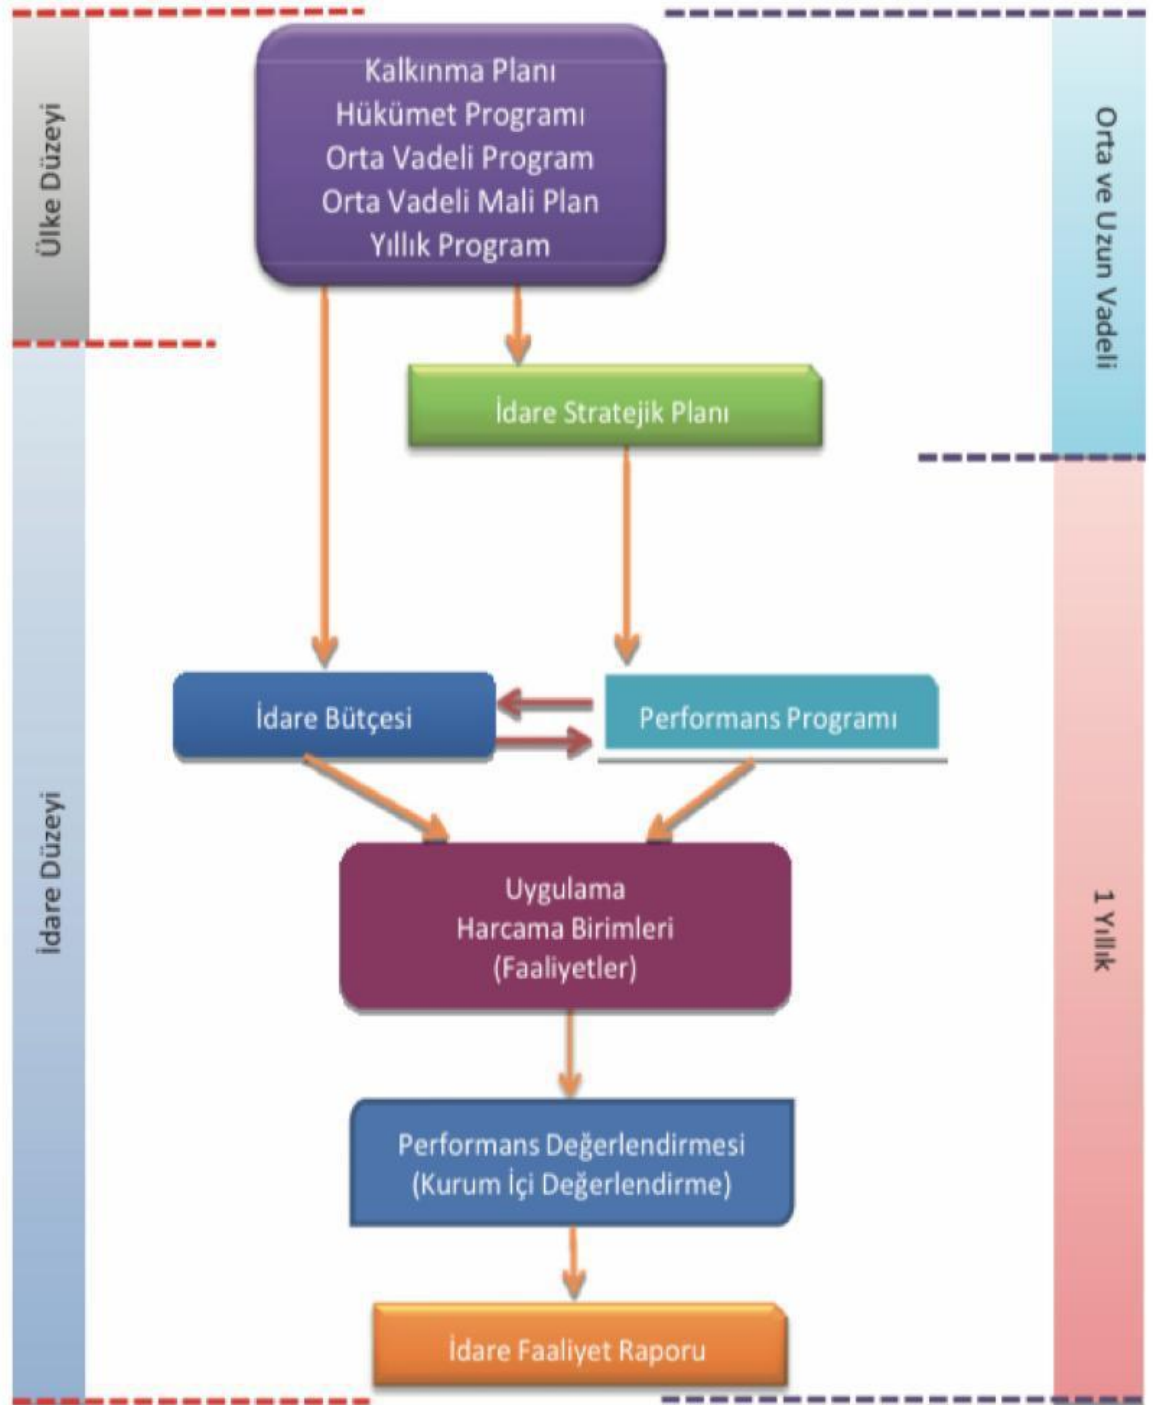 Ülke Düzeyi
Kalkınma Planı
Hükümet Programı
Orta Vadeli Program
Orta Vadeli Mali Plan
Yıllık Program
Orta ve Uzun Vadeli
İdare Stratejik Planı
İdare Düzeyi
İdare Bütçesi
Performans Programı
1 Yıllık
Uygulama
Harcama Birimleri
(Faaliyetler)
Performans Değerlendirmesi
(Kurum İçi Değerlendirme)
İdare Faaliyet Raporu